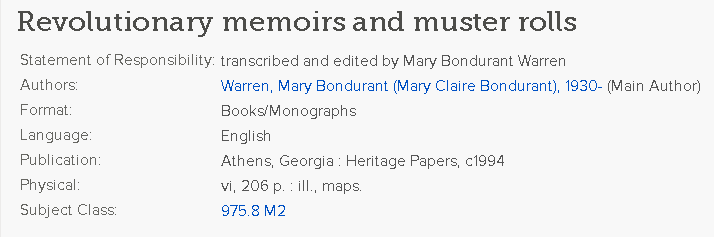 Revolutionary memoirs and muster rolls
Statement of Responsibility: transcribed and edited by Mary Bondurant Warren
Authors: Warren, Mary Bondurant (Mary Claire Bondurant), 1930- (Main Author)
Format: Books/Monographs
Language: English
Publication: Athens, Georgia : Heritage Papers, c1994
Physical: vi, 206 p. : ill., maps.
Subject Class: 975.8 M2